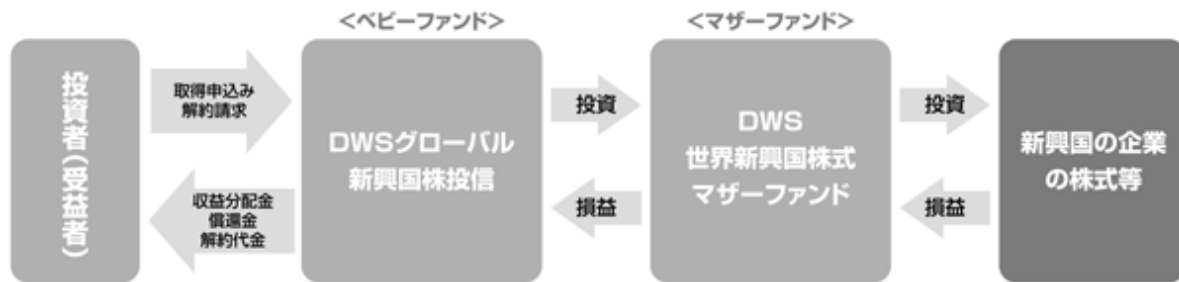 <ベビーファンド>
<マザーファンド>
投資者(受益者)
取得申込み
解約請求
収益分配金
償還金
解約代金
DWSグローバル
新興国株投信
投資
損益
DWS
世界新興国株式
マザーファンド
投資
損益
新興国の企業
の株式等